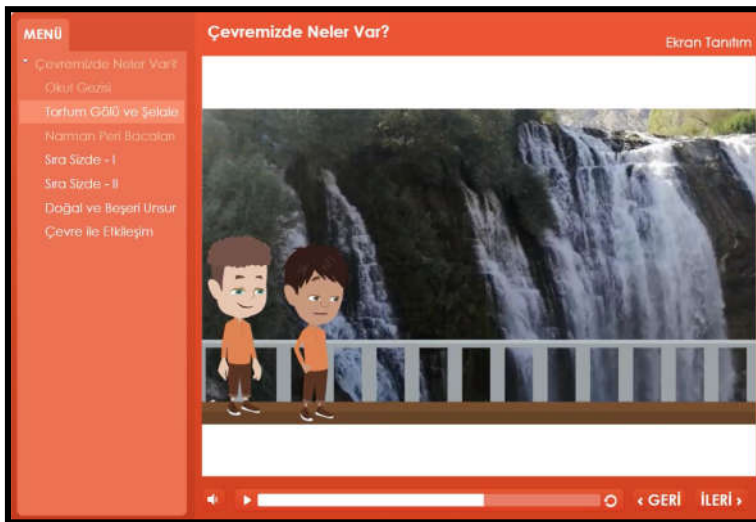 MENÜ
Çevremizde Neler Var?
Ekran Tanıtım
Çevremizde Neler Var?
Okul Gezisi
Tortum Gölü ve Şelale
Narman Peri Bacaları
Sıra Sizde - I
Sıra Sizde - II
Doğal ve Beşeri Unsur
Çevre ile Etkileşim
‹ GERİ
İLERİ ›